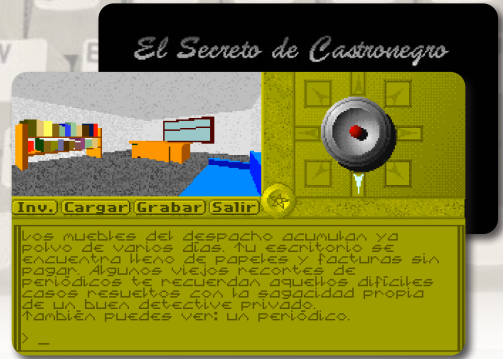 El Secreto de Castronegro
Inv. Cargar Grabar Salir
Los muebles del despacho acumulan ya
polvo de varios días. Tu escritorio se
encuentra lleno de papeles y facturas sin
pagar. Algunos viejos recortes de
periódicos te recuerdan aquellos difíciles
casos resueltos con la sagacidad propia
de un buen detective privado.
También puedes ver: un periódico.
> _